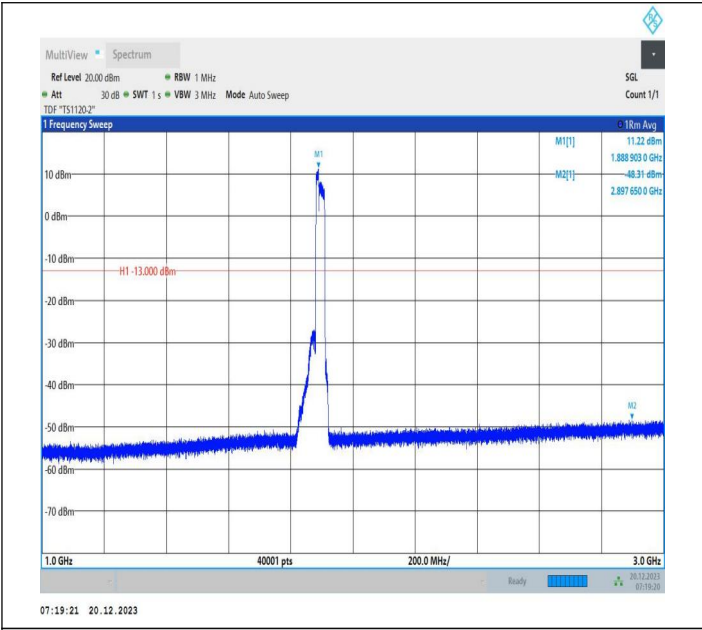 MultiView Spectrum
Ref Level 20.00 dBm RBW 1 MHz SGL
Att 30 dB SWT 1 s VBW 3 MHz Mode Auto Sweep Count 1/1
TDF "TS1120-2"
1 Frequency Sweep 1Rm Avg
M1[1] 11.22 dBm
1.888 903 0 GHz
M1
10 dBm M2[1] -48.31 dBm
2.897 650 0 GHz
0 dBm
-10 dBm
H1 -13.000 dBm
-20 dBm
-30 dBm
-40 dBm
M2
-50 dBm
-60 dBm
-70 dBm
1.0 GHz 40001 pts 200.0 MHz/ 3.0 GHz
Ready 20.12.2023
07:19:20
07:19:21 20.12.2023